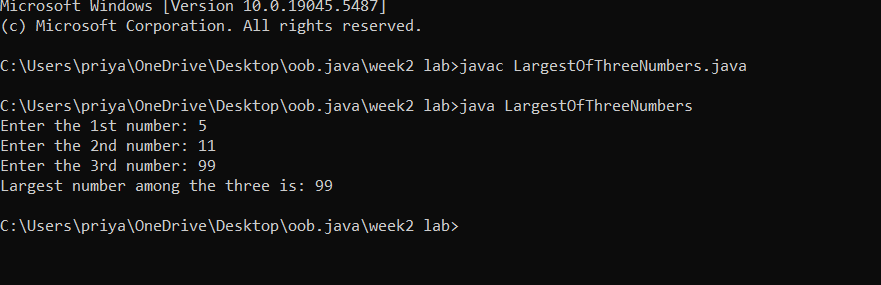 Microsoft Windows [Version 10.0.19045.5487]
(c) Microsoft Corporation. All rights reserved.
C:\Users\priya\OneDrive\Desktop\oob.java\week2 lab>javac LargestOfThreeNumbers.java
C:\Users\priya\OneDrive\Desktop\oob.java\week2 lab>java LargestOfThreeNumbers
Enter the 1st number: 5
Enter the 2nd number: 11
Enter the 3rd number: 99
Largest number among the three is: 99
C:\Users\priya\OneDrive\Desktop\oob.java\week2 lab>